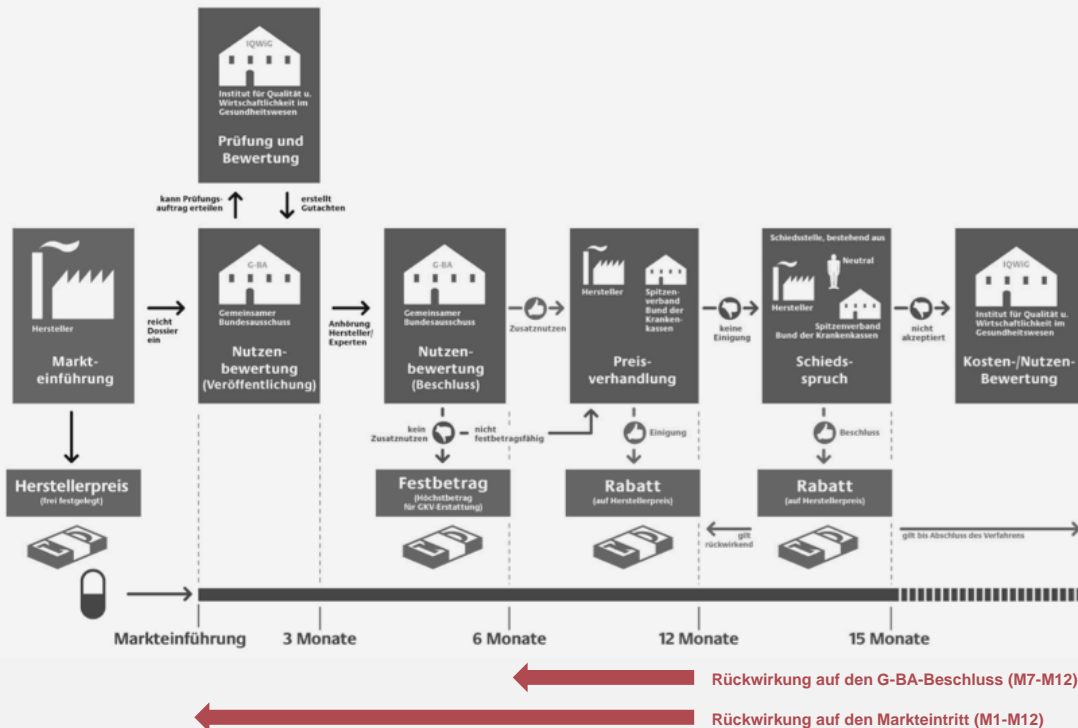 IQWiG
Institut für Qualität u.
Wirtschaftlichkeit im
Gesundheitswesen
Prüfung und
Bewertung
kann Prüfungs-
auftrag erteilen
erstellt
Gutachten
Hersteller
Markt-
einführung
reicht
Dossier
ein
G-BA
Gemeinsamer
Bundesausschuss
Nutzen-
bewertung
(Veröffentlichung)
Anhörung
Hersteller/
Experten
G-BA
Gemeinsamer
Bundesausschuss
Nutzen-
bewertung
(Beschluss)
Zusatznutzen
Hersteller
Spitzen-
verband
Bund der
Kranken-
kassen
Preis-
verhandlung
keine
Einigung
Schiedsstelle, bestehend aus
Neutral
Hersteller
Spitzenverband
Bund der Krankenkassen
Schieds-
spruch
nicht
akzeptiert
IQWiG
Institut für Qualität u.
Wirtschaftlichkeit im
Gesundheitswesen
Kosten-/Nutzen-
Bewertung
kein
Zusatznutzen
nicht
festbetragsfähig
Einigung
Beschluss
Herstellerpreis
(frei festgelegt)
Festbetrag
(Höchstbetrag
für GKV-Erstattung)
Rabatt
(auf Herstellerpreis)
gilt
rückwirkend
Rabatt
(auf Herstellerpreis)
gilt bis Abschluss des Verfahrens
Markteinführung
3 Monate
6 Monate
12 Monate
15 Monate
Rückwirkung auf den G-BA-Beschluss (M7-M12)
Rückwirkung auf den Markteintritt (M1-M12)